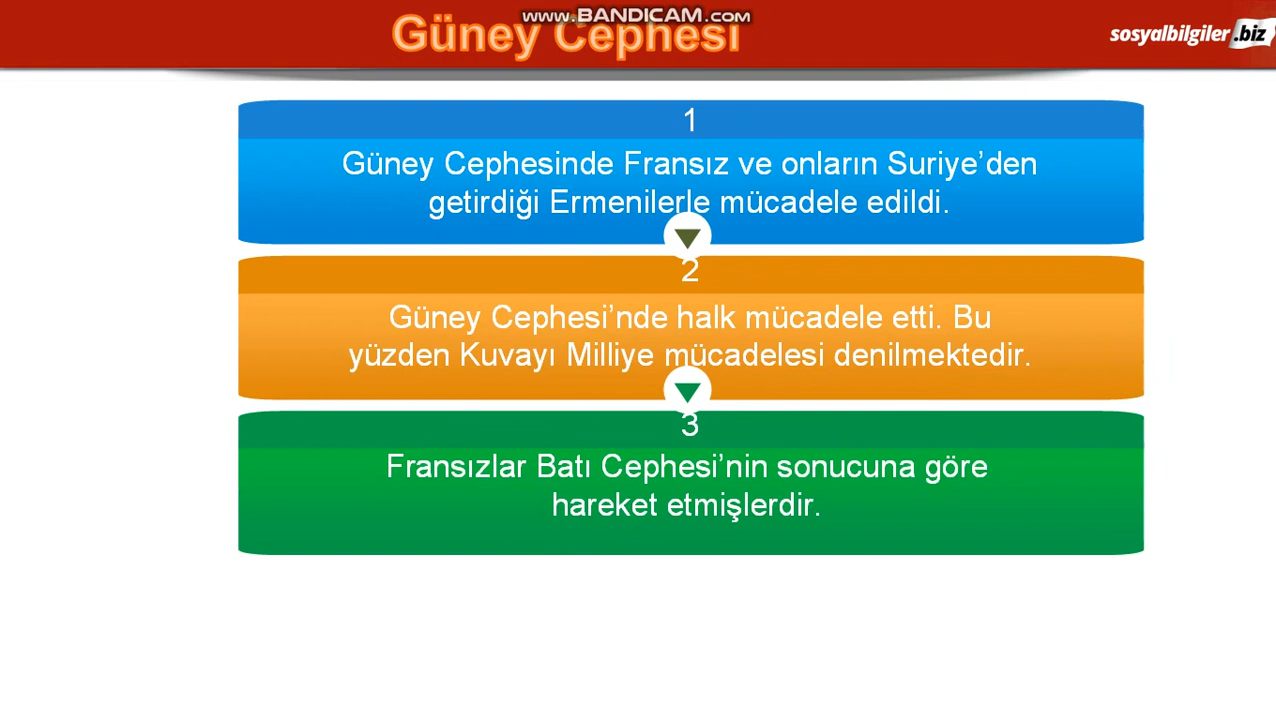 www.BANDICAM.com
Güney Cephesi
sosyalbilgiler.biz
1
Güney Cephesinde Fransız ve onların Suriye’den
getirdiği Ermenilerle mücadele edildi.
2
Güney Cephesi’nde halk mücadele etti. Bu
yüzden Kuvayı Milliye mücadelesi denilmektedir.
3
Fransızlar Batı Cephesi’nin sonucuna göre
hareket etmişlerdir.